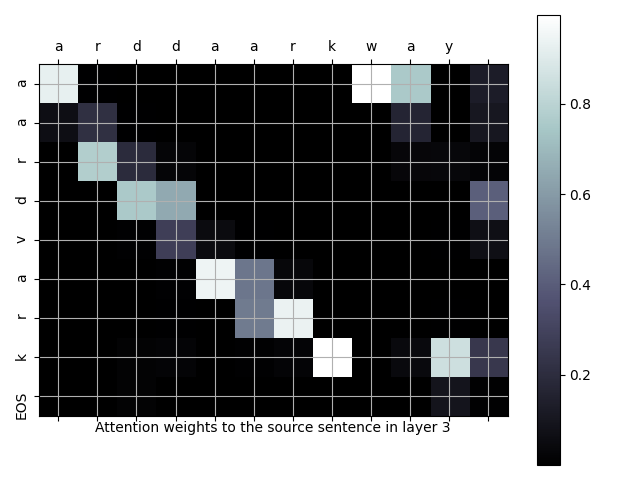 a r d d a a r k w a y
a
a
r
d
v
a
r
k
EOS
0.8
0.6
0.4
0.2
Attention weights to the source sentence in layer 3